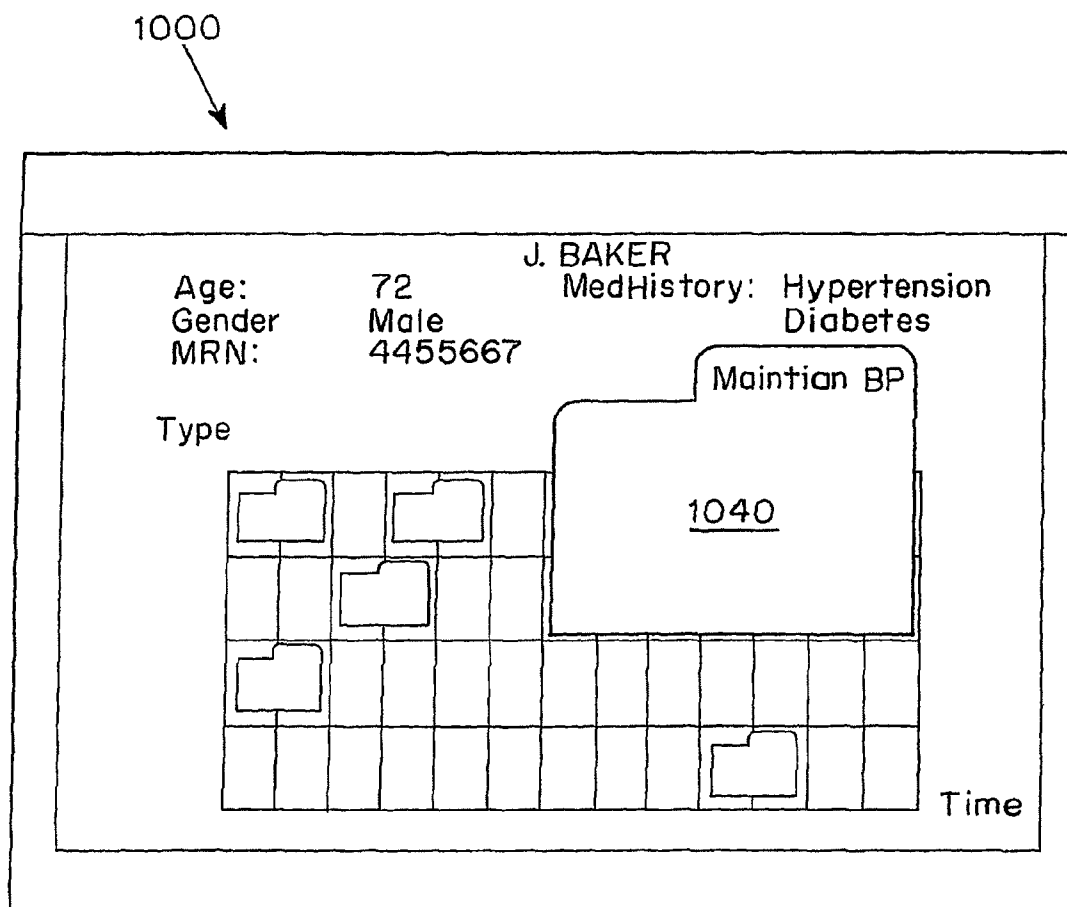 1000
J. BAKER
Age: 72 MedHistory: Hypertension
Gender Male Diabetes
MRN: 4455667
Maintian BP
Type
1040
Time